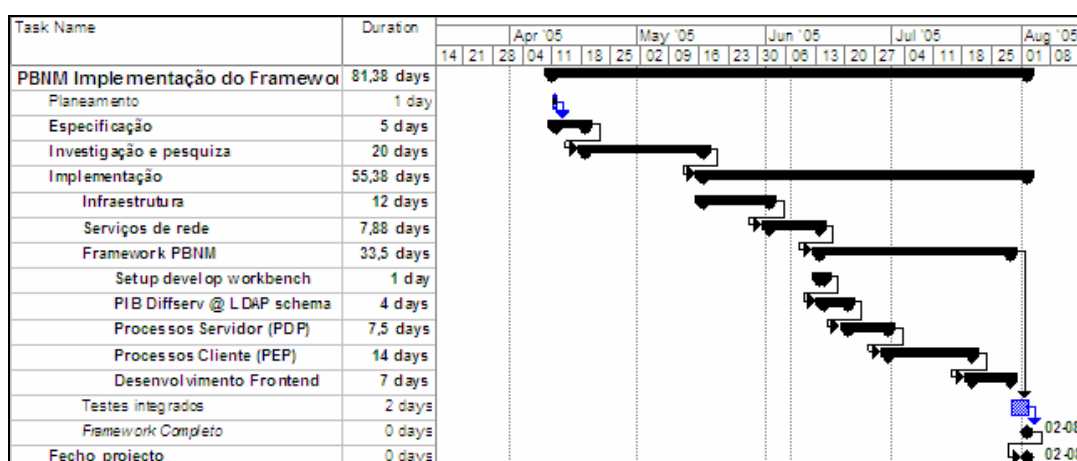 Task Name Duration
Apr '05 May '05 Jun '05 Jul '05 Aug '05
14 21 28 04 11 18 25 02 09 16 23 30 06 13 20 27 04 11 18 25 01 08
PBNM Implementação do Framewor 81,38 days
Planeamento 1 day
Especificação 5 days
Investigação e pesquiza 20 days
Implementação 55,38 days
Infraestrutura 12 days
Serviços de rede 7,88 days
Framework PBNM 33,5 days
Setup develop workbench 1 day
PIB Diffserv @ LDAP schema 4 days
Processos Servidor (PDP) 7,5 days
Processos Cliente (PEP) 14 days
Desenvolvimento Frontend 7 days
Testes integrados 2 days
Framework Completo 0 days 02-08
Fecho projecto 0 days 02-08